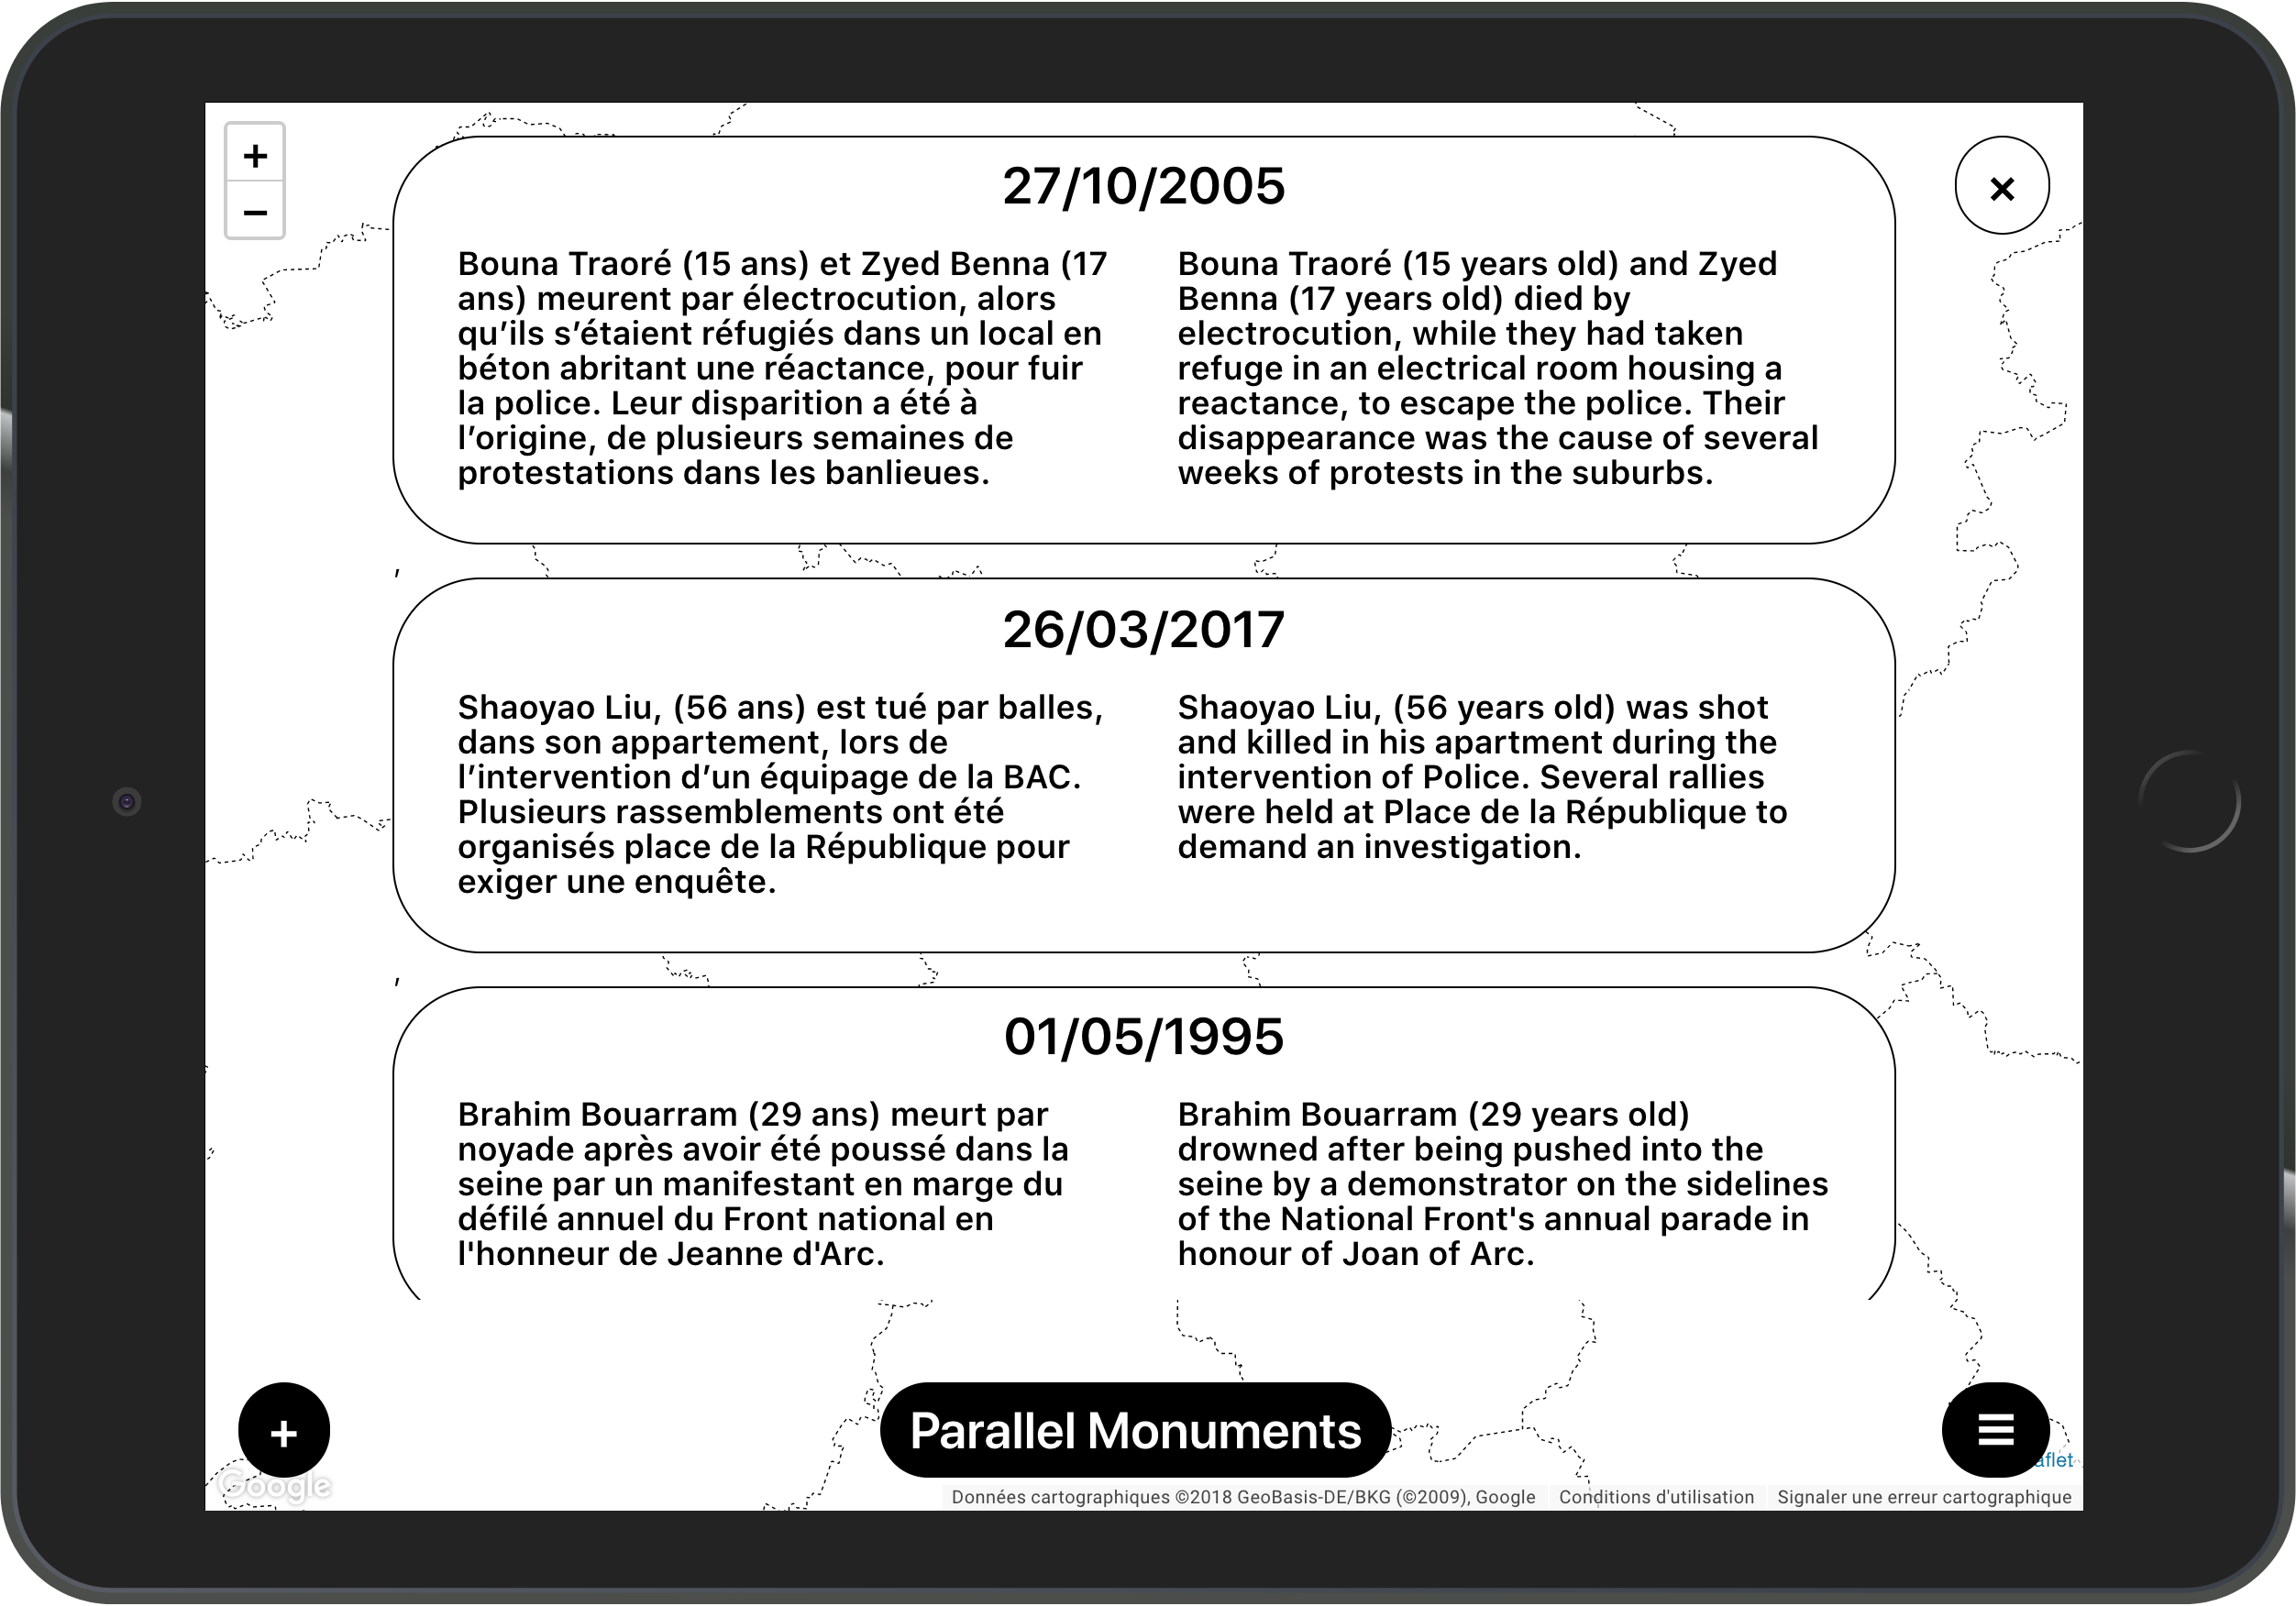 +
−
×
27/10/2005
Bouna Traoré (15 ans) et Zyed Benna (17
ans) meurent par électrocution, alors
qu’ils s’étaient réfugiés dans un local en
béton abritant une réactance, pour fuir
la police. Leur disparition a été à
l’origine, de plusieurs semaines de
protestations dans les banlieues.
Bouna Traoré (15 years old) and Zyed
Benna (17 years old) died by
electrocution, while they had taken
refuge in an electrical room housing a
reactance, to escape the police. Their
disappearance was the cause of several
weeks of protests in the suburbs.
,
26/03/2017
Shaoyao Liu, (56 ans) est tué par balles,
dans son appartement, lors de
l’intervention d’un équipage de la BAC.
Plusieurs rassemblements ont été
organisés place de la République pour
exiger une enquête.
Shaoyao Liu, (56 years old) was shot
and killed in his apartment during the
intervention of Police. Several rallies
were held at Place de la République to
demand an investigation.
,
01/05/1995
Brahim Bouarram (29 ans) meurt par
noyade après avoir été poussé dans la
seine par un manifestant en marge du
défilé annuel du Front national en
l'honneur de Jeanne d'Arc.
Brahim Bouarram (29 years old)
drowned after being pushed into the
seine by a demonstrator on the sidelines
of the National Front's annual parade in
honour of Joan of Arc.
+
Parallel Monuments
Google
aflet
Données cartographiques ©2018 GeoBasis-DE/BKG (©2009), Google
Conditions d'utilisation
Signaler une erreur cartographique